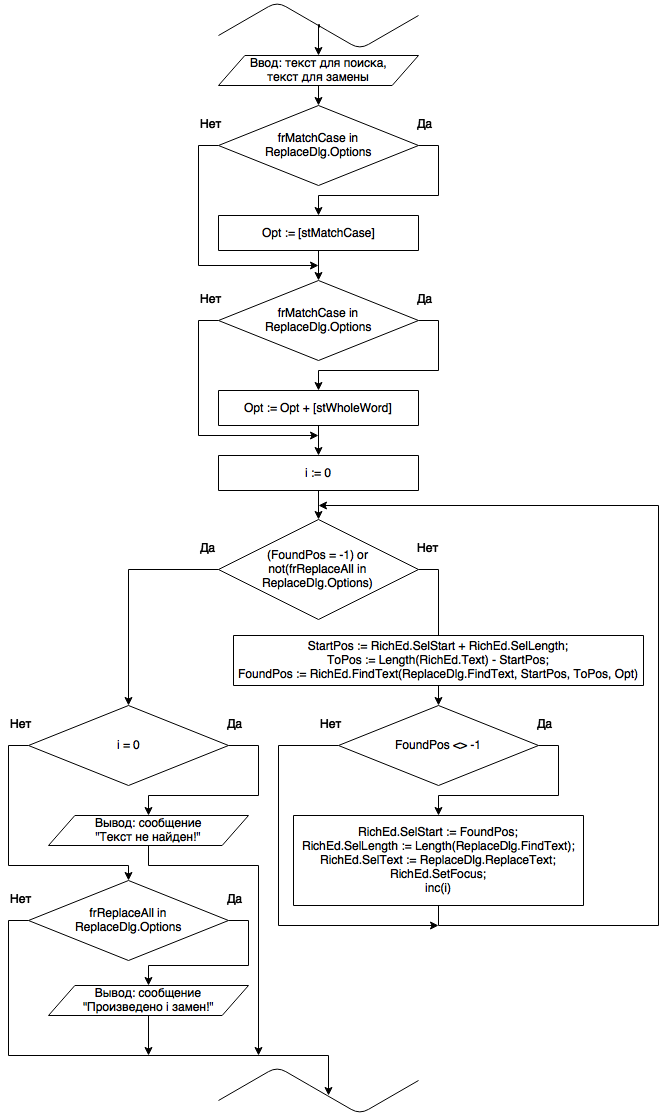 Ввод: текст для поиска,
текст для замены
Нет
Да
frMatchCase in
ReplaceDlg.Options
Opt := [stMatchCase]
Нет
Да
frMatchCase in
ReplaceDlg.Options
Opt := Opt + [stWholeWord]
i := 0
Да
Нет
(FoundPos = -1) or
not(frReplaceAll in
ReplaceDlg.Options)
StartPos := RichEd.SelStart + RichEd.SelLength;
ToPos := Length(RichEd.Text) - StartPos;
FoundPos := RichEd.FindText(ReplaceDlg.FindText, StartPos, ToPos, Opt)
Нет
Да
i = 0
Нет
Да
FoundPos <> -1
Вывод: сообщение
"Текст не найден!"
RichEd.SelStart := FoundPos;
RichEd.SelLength := Length(ReplaceDlg.FindText);
RichEd.SelText := ReplaceDlg.ReplaceText;
RichEd.SetFocus;
inc(i)
Нет
Да
frReplaceAll in
ReplaceDlg.Options
Вывод: сообщение
"Произведено i замен!"